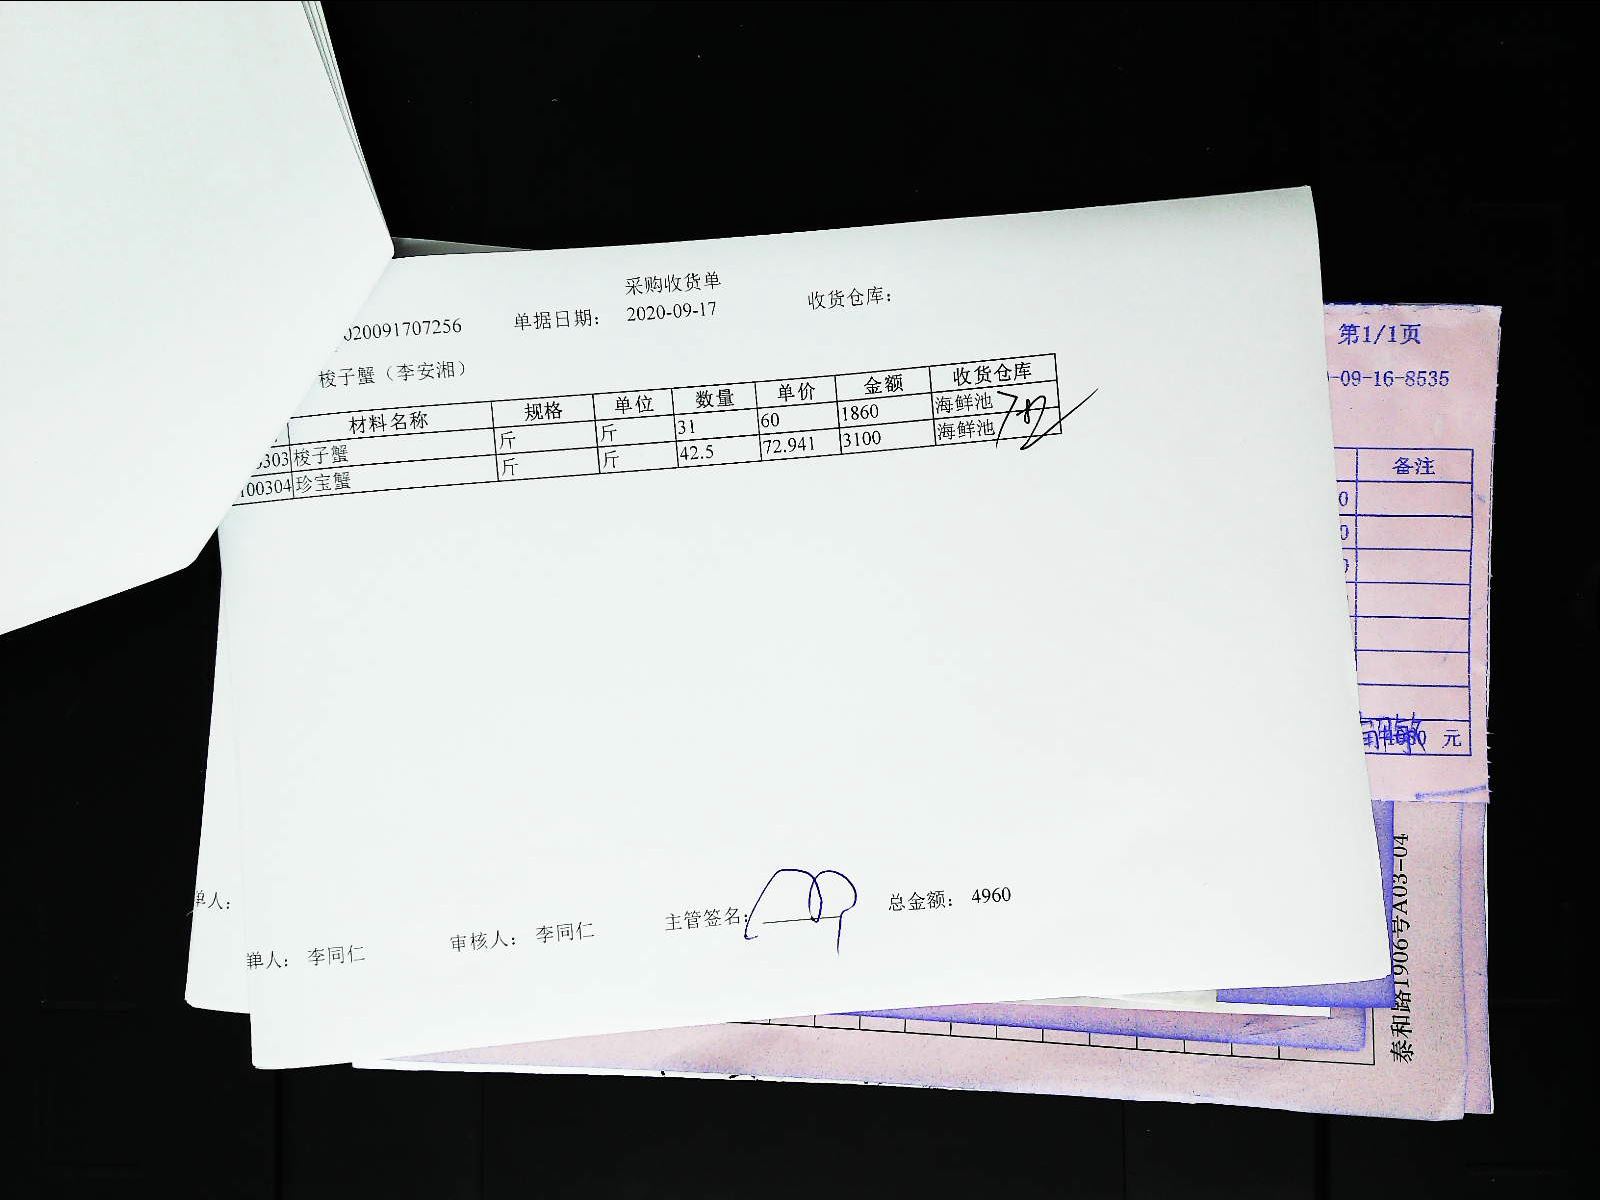 采购收货单
020091707256 单据日期： 2020-09-17 收货仓库：
梭子蟹（李安湘）
材料名称 规格 单位 数量 单价 金额 收货仓库
303 梭子蟹 斤 斤 31 60 1860 海鲜池
100304 珍宝蟹 斤 斤 42.5 72.941 3100 海鲜池
单人： 李同仁 审核人： 李同仁 主管签名： 总金额： 4960
单人：
第1/1页
-09-16-8535
备注
0
0
元
泰和路1906号A03-04